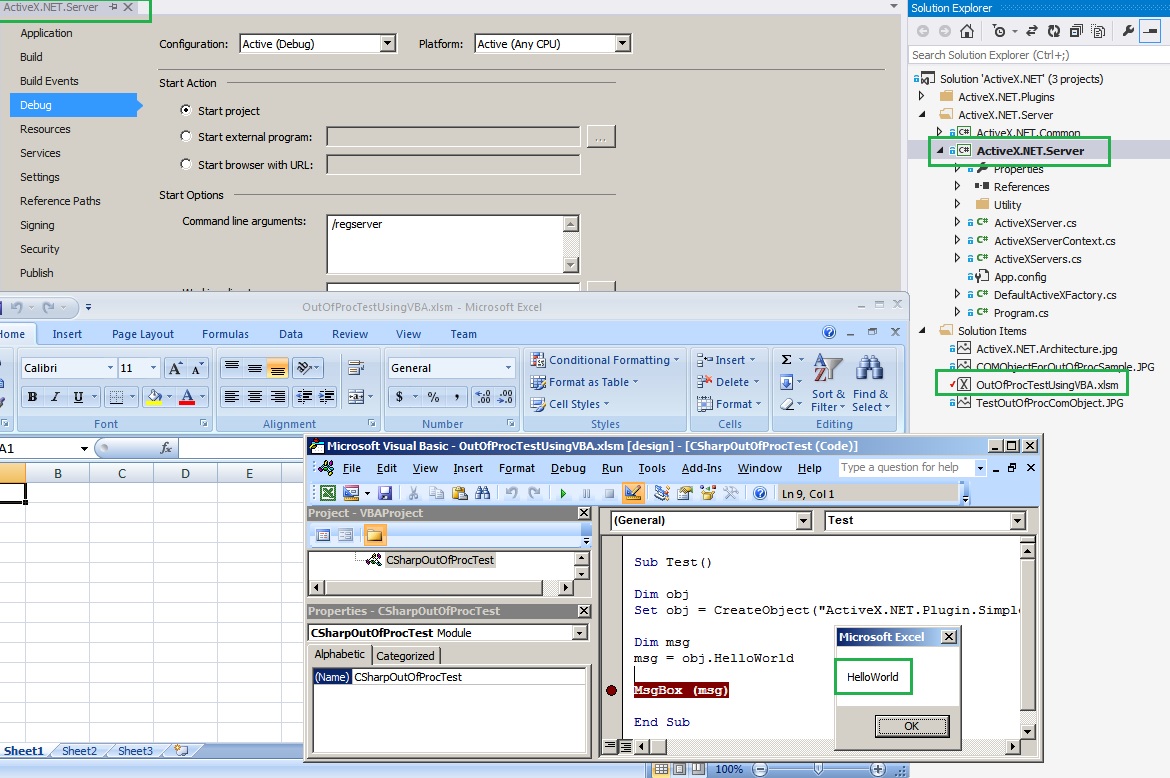 ActiveX.NET.Server
Application
Build
Build Events
Debug
Resources
Services
Settings
Reference Paths
Signing
Security
Publish
Configuration: Active (Debug)
Platform: Active (Any CPU)
Start Action
Start project
Start external program:
...
Start browser with URL:
Start Options
Command line arguments: /regserver
Solution Explorer
Search Solution Explorer (Ctrl+;)
Solution 'ActiveX.NET' (3 projects)
ActiveX.NET.Plugins
ActiveX.NET.Server
ActiveX.NET.Common
C# ActiveX.NET.Server
Properties
References
Utility
C# ActiveXServer.cs
C# ActiveXServerContext.cs
C# ActiveXServers.cs
App.config
C# DefaultActiveXFactory.cs
C# Program.cs
Solution Items
ActiveX.NET.Architecture.jpg
COMObjectForOutOfProcSample.JPG
OutOfProcTestUsingVBA.xlsm
TestOutOfProcComObject.JPG
OutOfProcTestUsingVBA.xlsm - Microsoft Excel
Home Insert Page Layout Formulas Data Review View Team
Calibri 11 A A
B I U A
Font
Alignment
General
$ % ,
Number
Conditional Formatting
Format as Table
Cell Styles
Styles
Insert
Delete
Format
Cells
Σ
Sort & Filter
Find & Select
Editing
A1 fx
B C D E
Sheet1 Sheet2 Sheet3
100%
Microsoft Visual Basic - OutOfProcTestUsingVBA.xlsm [design] - [CSharpOutOfProcTest (Code)]
File Edit View Insert Format Debug Run Tools Add-Ins Window Help Type a question for help
Ln 9, Col 1
Project - VBAProject
CSharpOutOfProcTest
Properties - CSharpOutOfProcTest
CSharpOutOfProcTest Module
Alphabetic Categorized
(Name) CSharpOutOfProcTest
(General) Test
Sub Test()
Dim obj
Set obj = CreateObject("ActiveX.NET.Plugin.Simple
Dim msg
msg = obj.HelloWorld
MsgBox (msg)
End Sub
Microsoft Excel
HelloWorld
OK